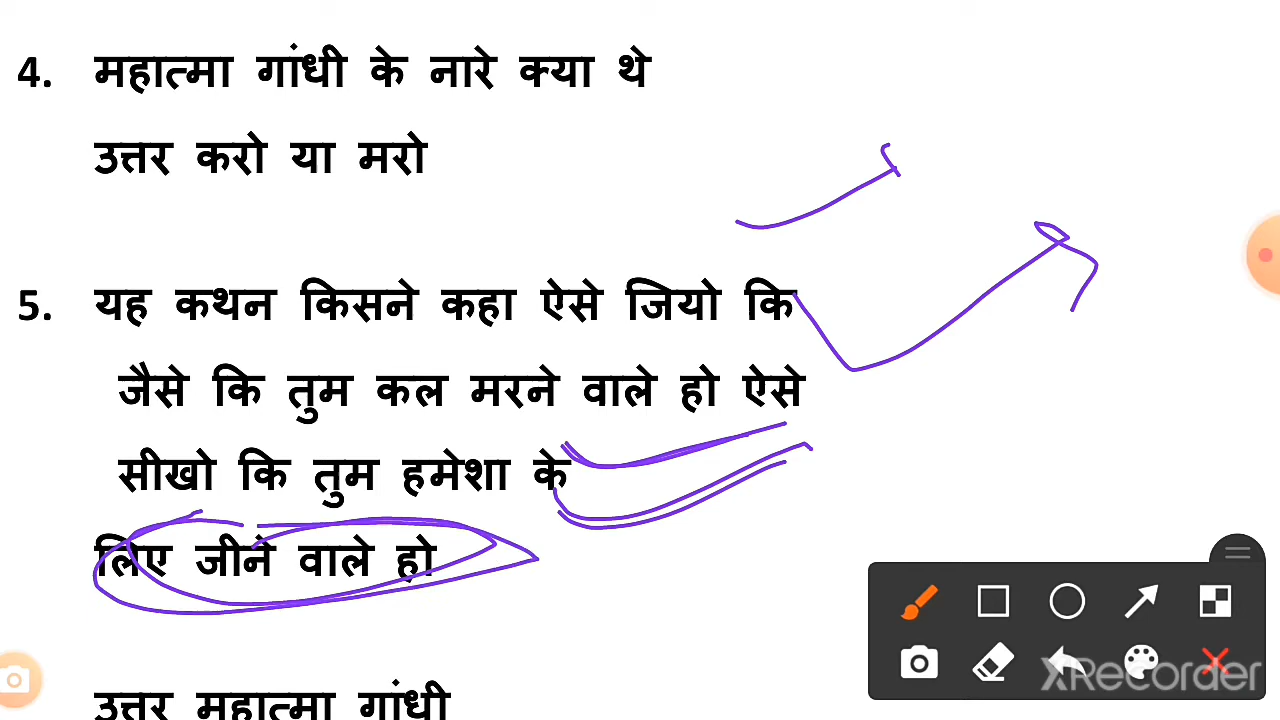 4. महात्मा गांधी के नारे क्या थे
उत्तर करो या मरो
5. यह कथन किसने कहा ऐसे जियो कि
जैसे कि तुम कल मरने वाले हो ऐसे
सीखो कि तुम हमेशा के
लिए जीने वाले हो
उत्तर महात्मा गांधी
XRecorder